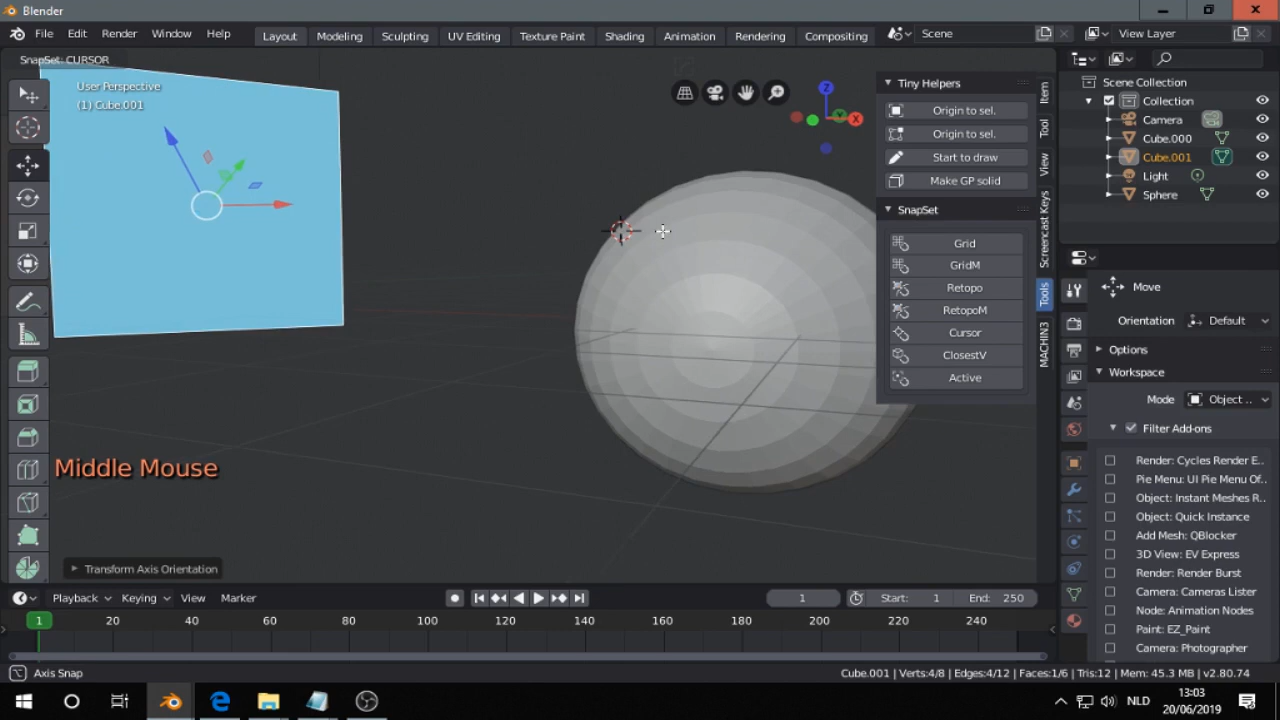 Blender
File Edit Render Window Help Layout Modeling Sculpting UV Editing Texture Paint Shading Animation Rendering Compositing Scene View Layer
SnapSet: CURSOR
User Perspective
(1) Cube.001
Z
X
Tiny Helpers
Origin to sel.
Origin to sel.
Start to draw
Make GP solid
SnapSet
Grid
GridM
Retopo
RetopoM
Cursor
ClosestV
Active
Item
Tool
View
Screencast Keys
Tools
MACHIN3
Scene Collection
Collection
Camera
Cube.000
Cube.001
Light
Sphere
Move
Orientation Default
Options
Workspace
Mode Object ..
Filter Add-ons
Render: Cycles Render E..
Pie Menu: UI Pie Menu Of..
Object: Instant Meshes R..
Object: Quick Instance
Add Mesh: QBlocker
3D View: EV Express
Render: Render Burst
Camera: Cameras Lister
Node: Animation Nodes
Paint: EZ_Paint
Camera: Photographer
Middle Mouse
Transform Axis Orientation
Playback Keying View Marker 1 Start: 1 End: 250
1 20 40 60 80 100 120 140 160 180 200 220 240
Axis Snap Cube.001 | Verts:4/8 | Edges:4/12 | Faces:1/6 | Tris:12 | Mem: 45.3 MB | v2.80.74
NLD
13:03
20/06/2019